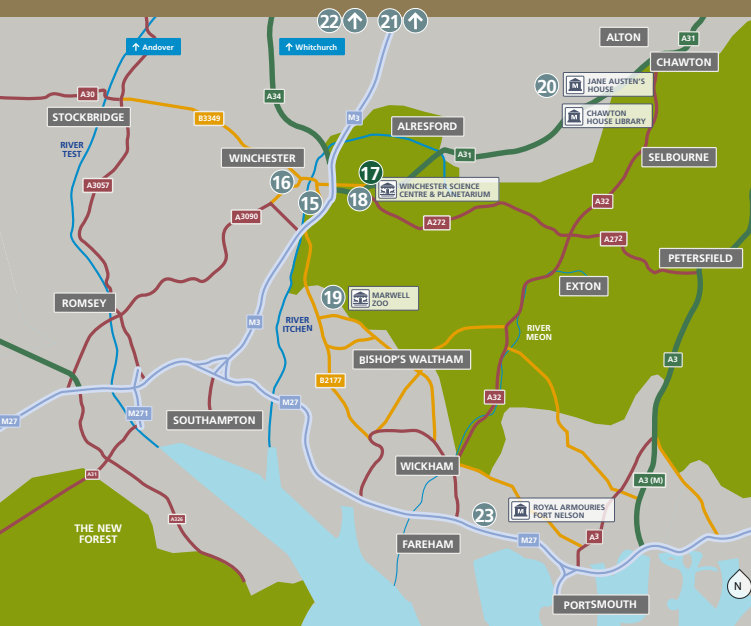 22 ↑ 21 ↑
↑ Andover
↑ Whitchurch
ALTON
A31
CHAWTON
20
JANE AUSTEN'S
HOUSE
A30
A34
STOCKBRIDGE
B3349
M3
CHAWTON
HOUSE LIBRARY
ALRESFORD
RIVER
TEST
WINCHESTER
A31
SELBOURNE
17
16
A3057
WINCHESTER SCIENCE
CENTRE & PLANETARIUM
15
18
A32
A3090
A272
A272
PETERSFIELD
EXTON
19
MARWELL
ZOO
ROMSEY
M3
RIVER
ITCHEN
RIVER
MEON
BISHOP'S WALTHAM
A3
B2177
A32
M27
M271
M27
SOUTHAMPTON
WICKHAM
A31
A3 (M)
ROYAL ARMOURIES
FORT NELSON
23
A326
THE NEW
FOREST
FAREHAM
M27
A3
N
PORTSMOUTH